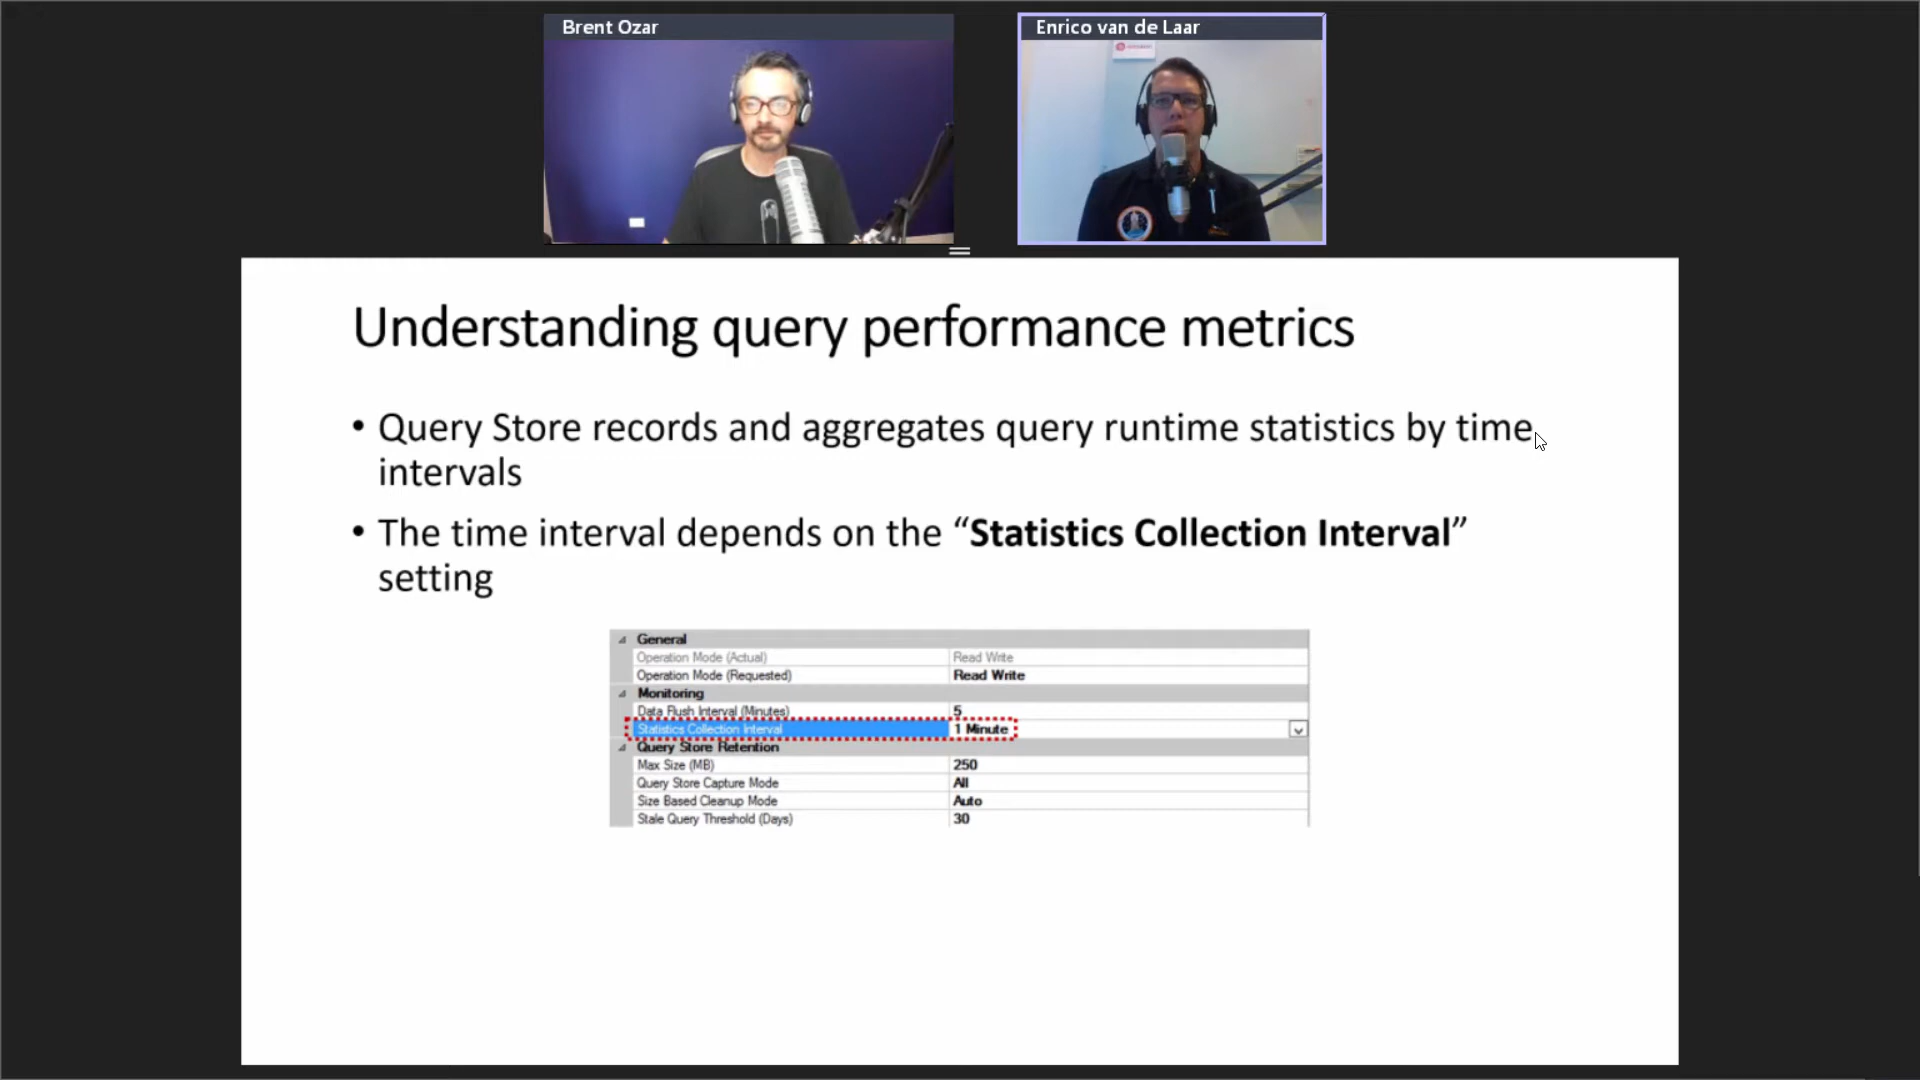 Brent Ozar
Enrico van de Laar
Understanding query performance metrics
• Query Store records and aggregates query runtime statistics by time
intervals
• The time interval depends on the “Statistics Collection Interval”
setting
General
Operation Mode (Actual) Read Write
Operation Mode (Requested) Read Write
Monitoring
Data Flush Interval (Minutes) 5
Statistics Collection Interval 1 Minute
Query Store Retention
Max Size (MB) 250
Query Store Capture Mode All
Size Based Cleanup Mode Auto
Stale Query Threshold (Days) 30